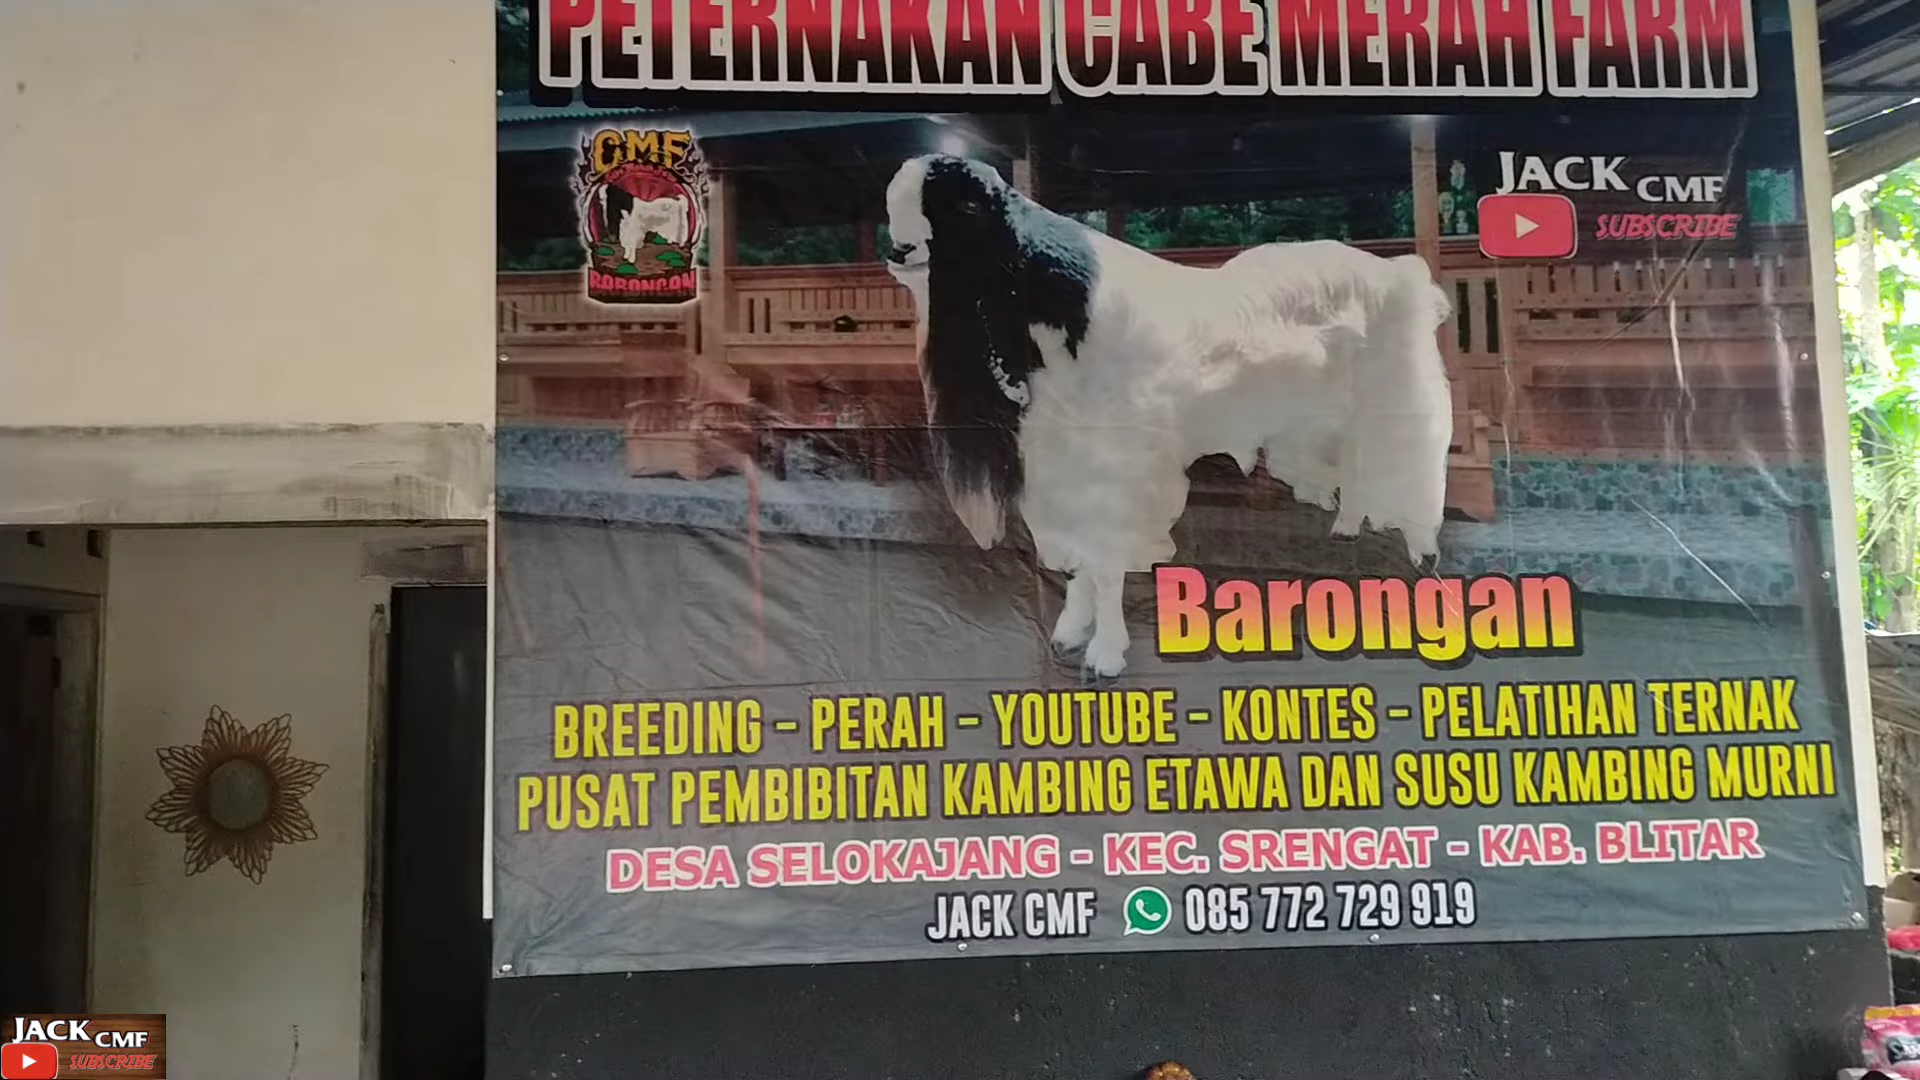 PETERNAKAN CABE MERAH FARM
CMF
BARONGAN
JACK CMF
SUBSCRIBE
Barongan
BREEDING - PERAH - YOUTUBE - KONTES - PELATIHAN TERNAK
PUSAT PEMBIBITAN KAMBING ETAWA DAN SUSU KAMBING MURNI
DESA SELOKAJANG - KEC. SRENGAT - KAB. BLITAR
JACK CMF 085 772 729 919
JACK CMF
SUBSCRIBE